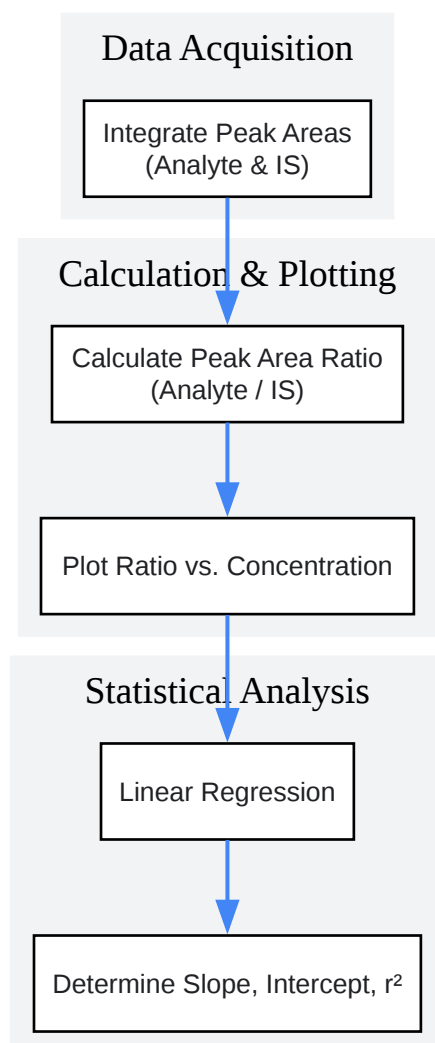 Data Acquisition
Integrate Peak Areas
(Analyte & IS)
Calculation & Plotting
Calculate Peak Area Ratio
(Analyte / IS)
Plot Ratio vs. Concentration
Statistical Analysis
Linear Regression
Determine Slope, Intercept, r²